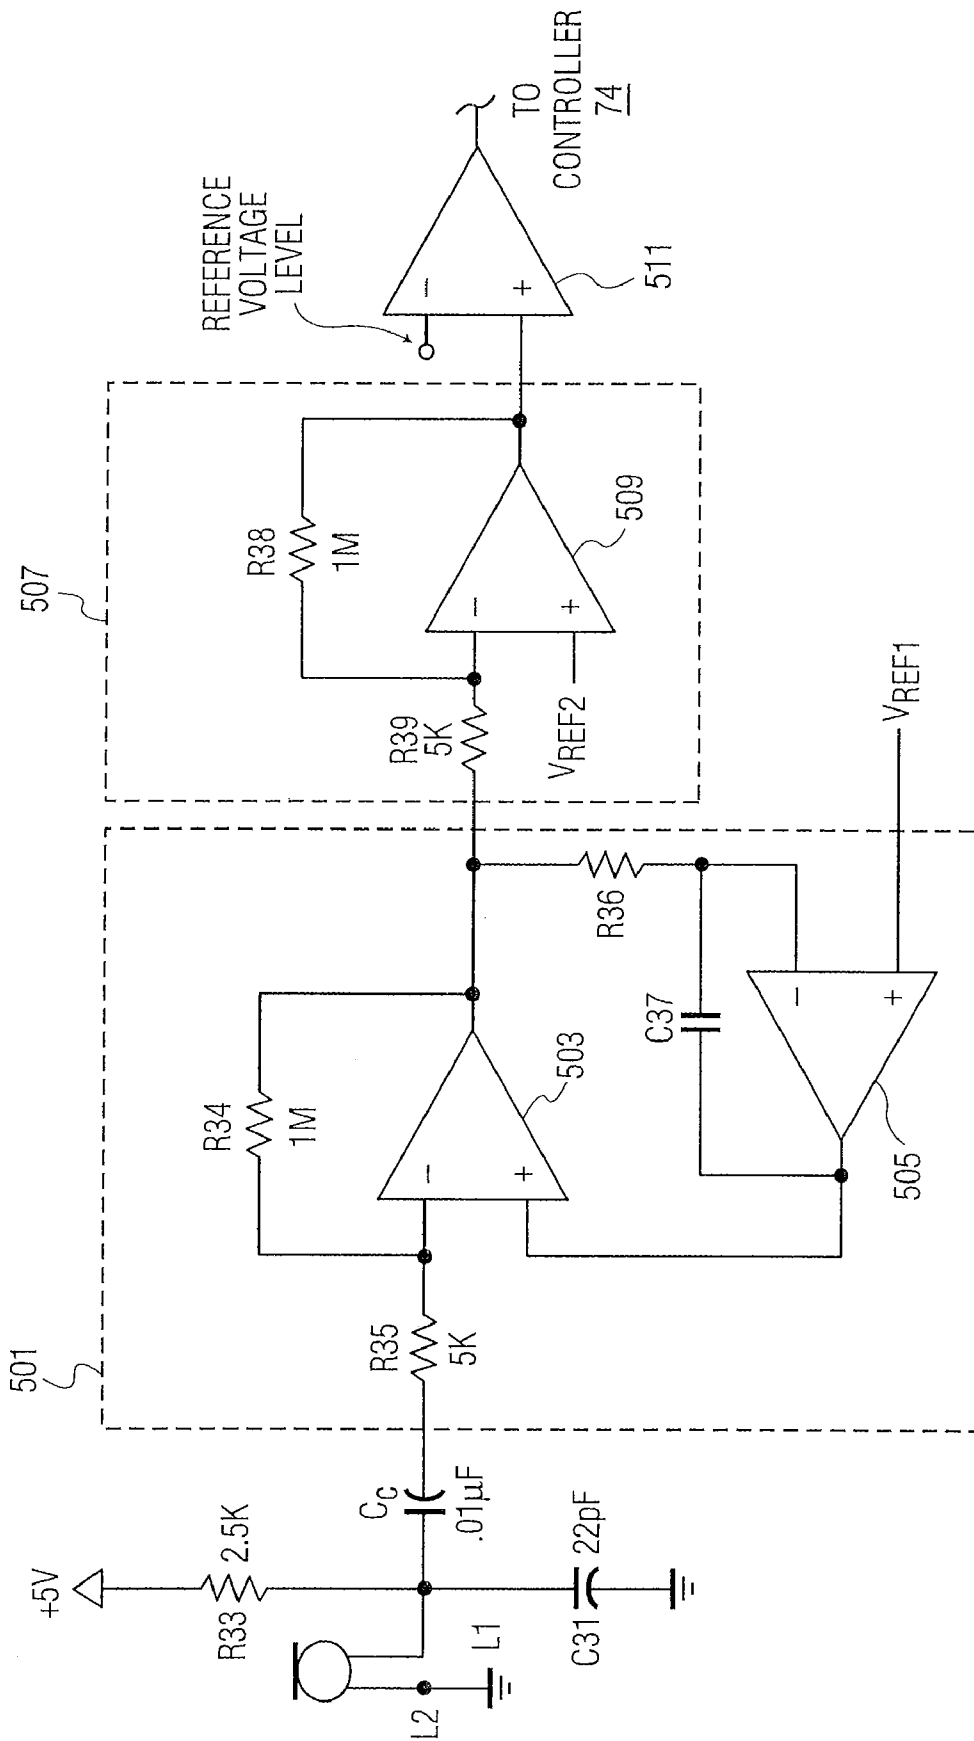 +5V
R33
2.5K
L2
L1
C31
22pF
CC
.01µF
501
R35
5K
R34
1M
−
+
503
R36
C37
−
+
505
VREF1
507
R39
5K
VREF2
R38
1M
−
+
509
REFERENCE
VOLTAGE
LEVEL
−
+
511
TO
CONTROLLER
74